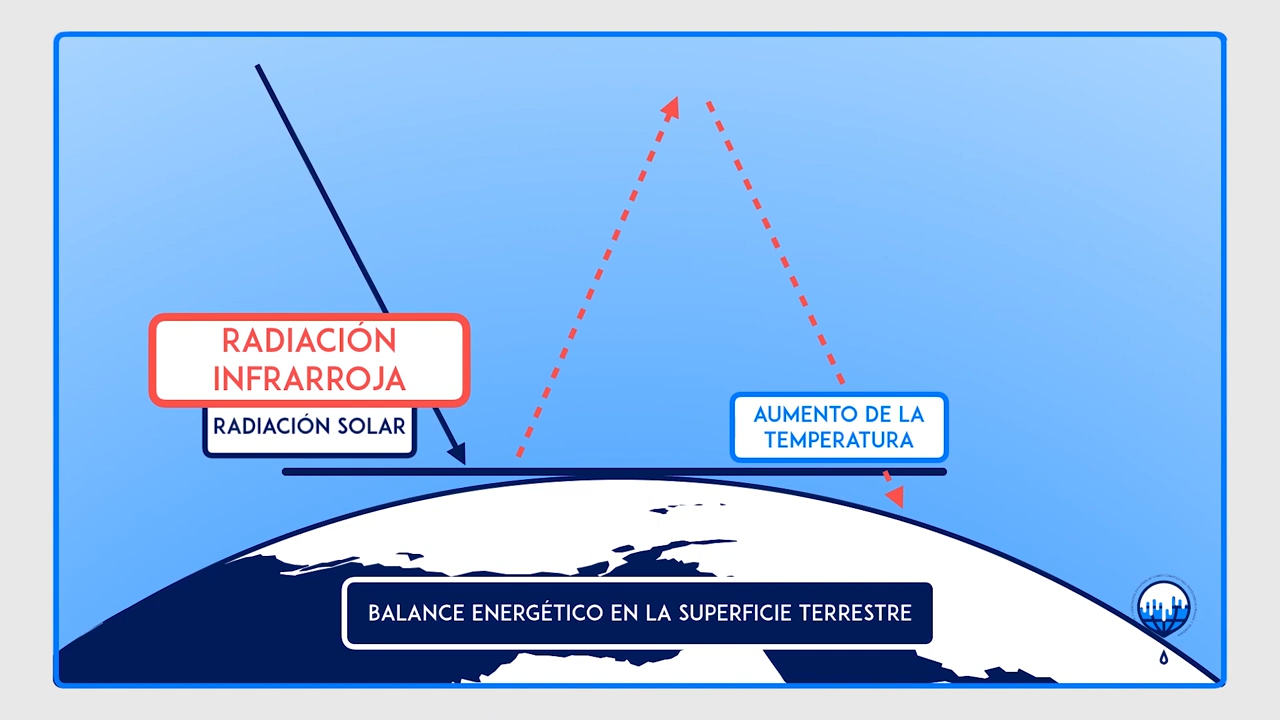 RADIACIÓN
INFRARROJA
RADIACIÓN SOLAR
AUMENTO DE LA
TEMPERATURA
BALANCE ENERGÉTICO EN LA SUPERFICIE TERRESTRE